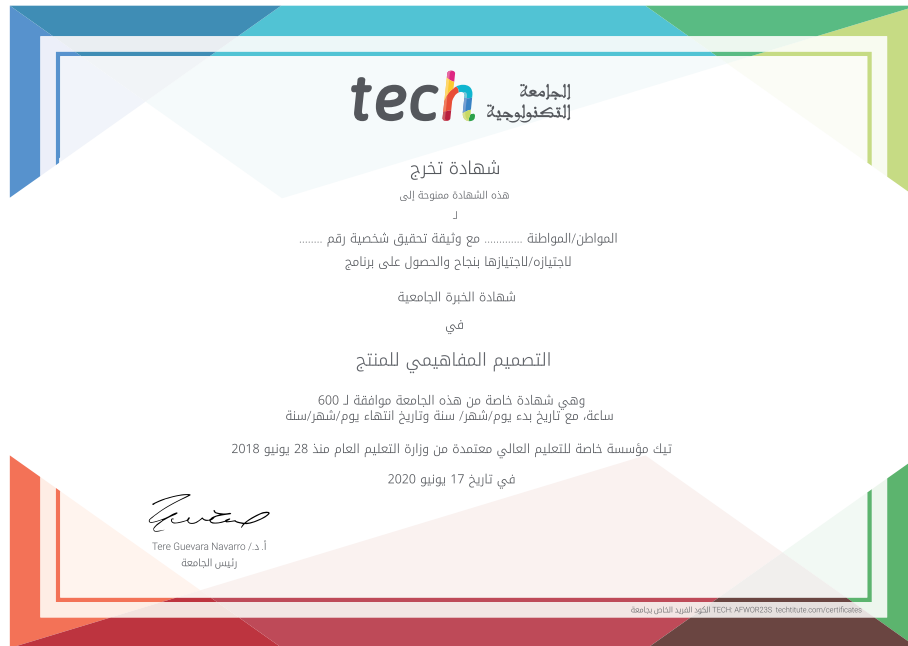 tech الجامعة
التكنولوجية
شهادة تخرج
هذه الشهادة ممنوحة إلى
لـ
المواطن/المواطنة ............ مع وثيقة تحقيق شخصية رقم ........
لاجتيازه/لاجتيازها بنجاح والحصول على برنامج
شهادة الخبرة الجامعية
في
التصميم المفاهيمي للمنتج
وهي شهادة خاصة من هذه الجامعة موافقة لـ 600
ساعة، مع تاريخ بدء يوم/شهر/ سنة وتاريخ انتهاء يوم/شهر/سنة
تيك مؤسسة خاصة للتعليم العالي معتمدة من وزارة التعليم العام منذ 28 يونيو 2018
في تاريخ 17 يونيو 2020
أ. د./ Tere Guevara Navarro
رئيس الجامعة
الكود الفريد الخاص بجامعة TECH: AFWOR23S techtitute.com/certificates